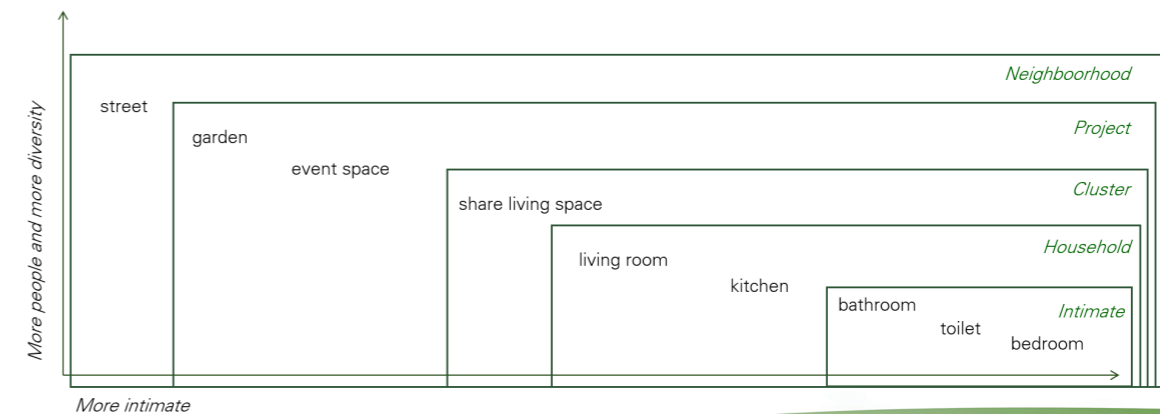 Neighboorhood
street
Project
garden
event space
Cluster
share living space
Household
living room
kitchen
bathroom
Intimate
toilet
bedroom
More people and more diversity
More intimate